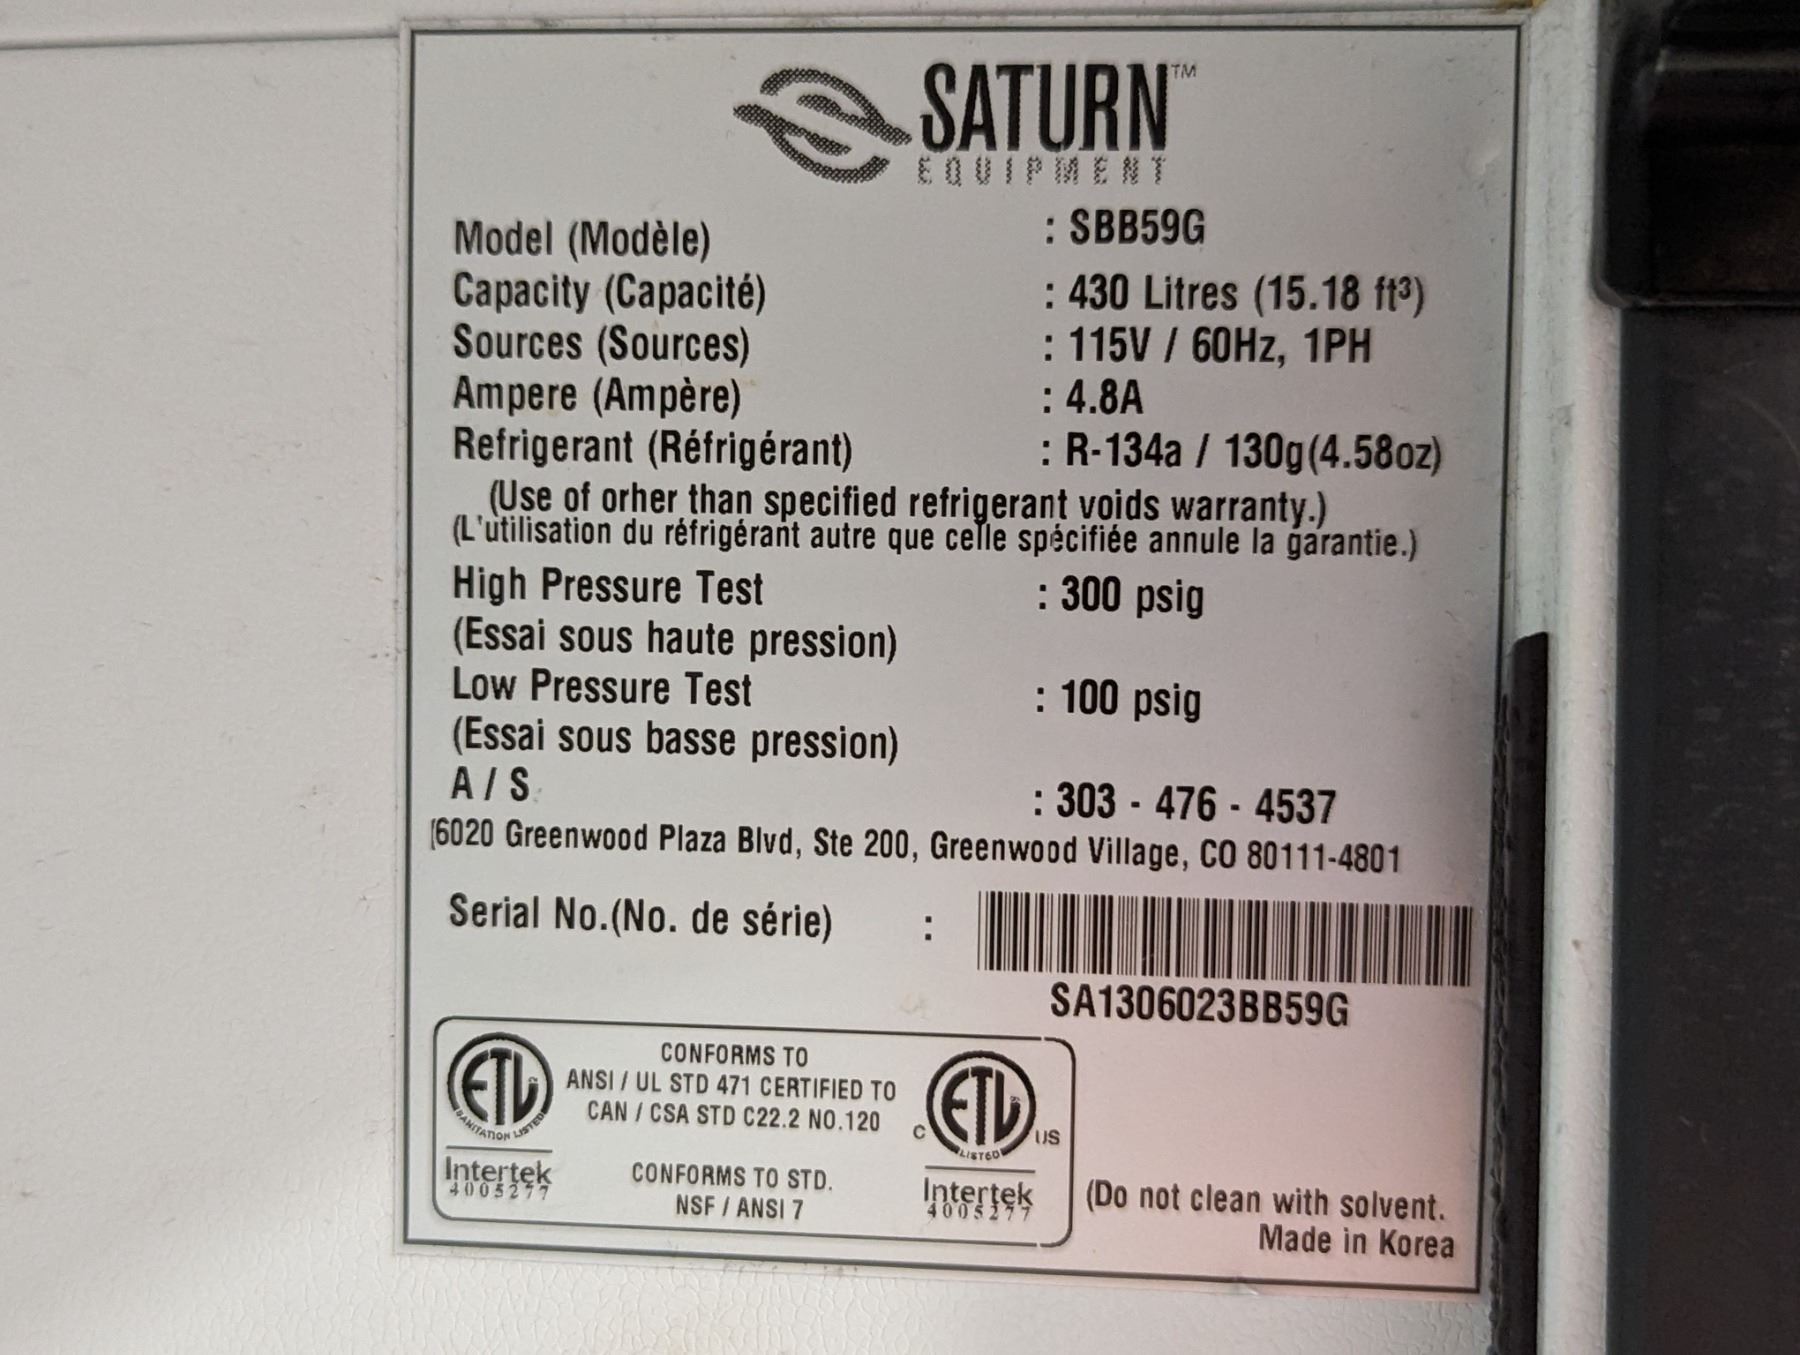 SATURN™
EQUIPMENT
Model (Modèle) : SBB59G
Capacity (Capacité) : 430 Litres (15.18 ft³)
Sources (Sources) : 115V / 60Hz, 1PH
Ampere (Ampère) : 4.8A
Refrigerant (Réfrigérant) : R-134a / 130g(4.58oz)
(Use of orher than specified refrigerant voids warranty.)
(L'utilisation du réfrigérant autre que celle spécifiée annule la garantie.)
High Pressure Test : 300 psig
(Essai sous haute pression)
Low Pressure Test : 100 psig
(Essai sous basse pression)
A / S : 303 - 476 - 4537
(6020 Greenwood Plaza Blvd, Ste 200, Greenwood Village, CO 80111-4801
Serial No.(No. de série) :
SA1306023BB59G
ETL
SANITATION LISTED
Intertek
4005277
CONFORMS TO
ANSI / UL STD 471 CERTIFIED TO
CAN / CSA STD C22.2 NO.120
CONFORMS TO STD.
NSF / ANSI 7
C ETL US
LISTED
Intertek
4005277
(Do not clean with solvent.
Made in Korea